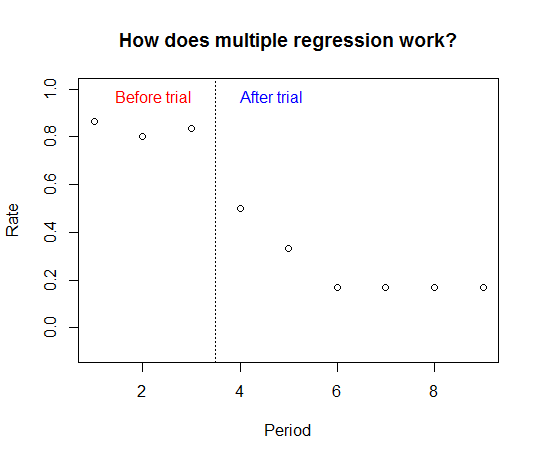 How does multiple regression work?
Before trial
After trial
Rate
1.0
0.8
0.6
0.4
0.2
0.0
2
4
6
8
Period